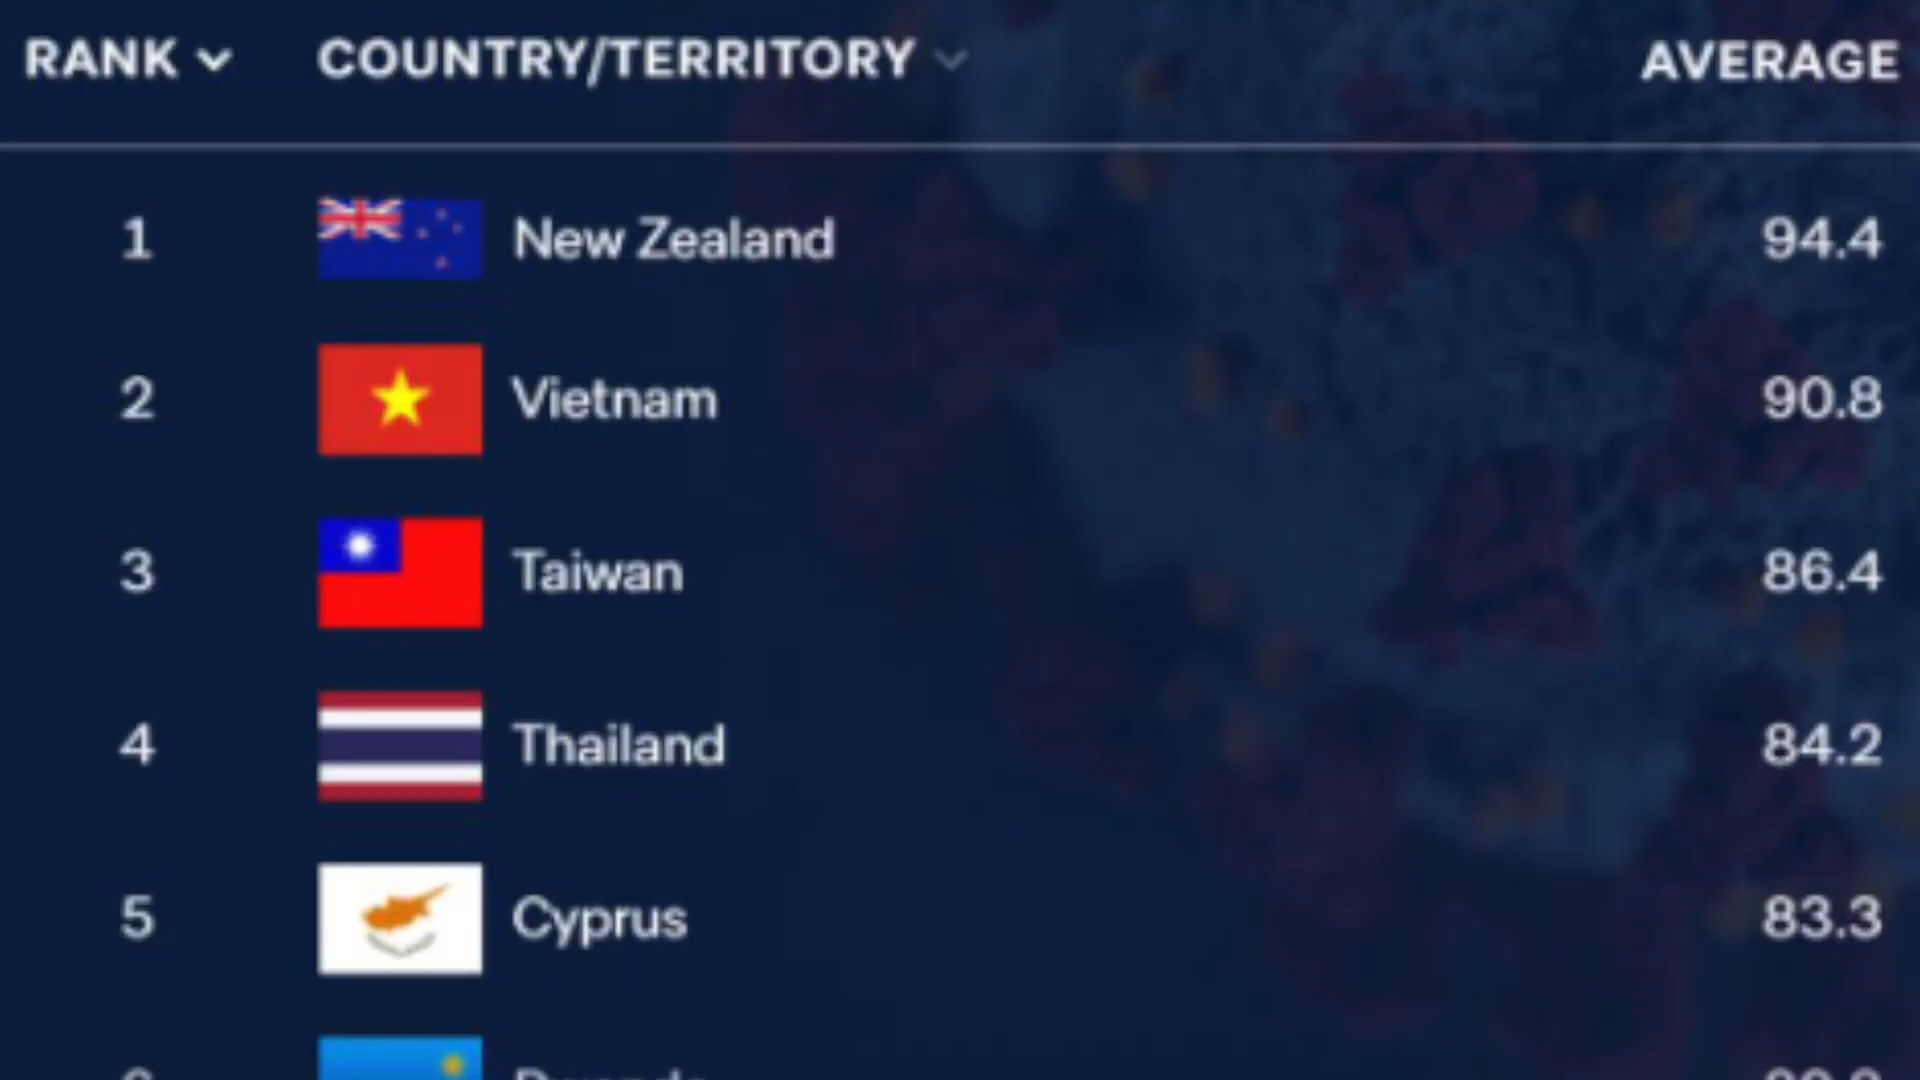 RANK COUNTRY/TERRITORY AVERAGE
1 New Zealand 94.4
2 Vietnam 90.8
3 Taiwan 86.4
4 Thailand 84.2
5 Cyprus 83.3